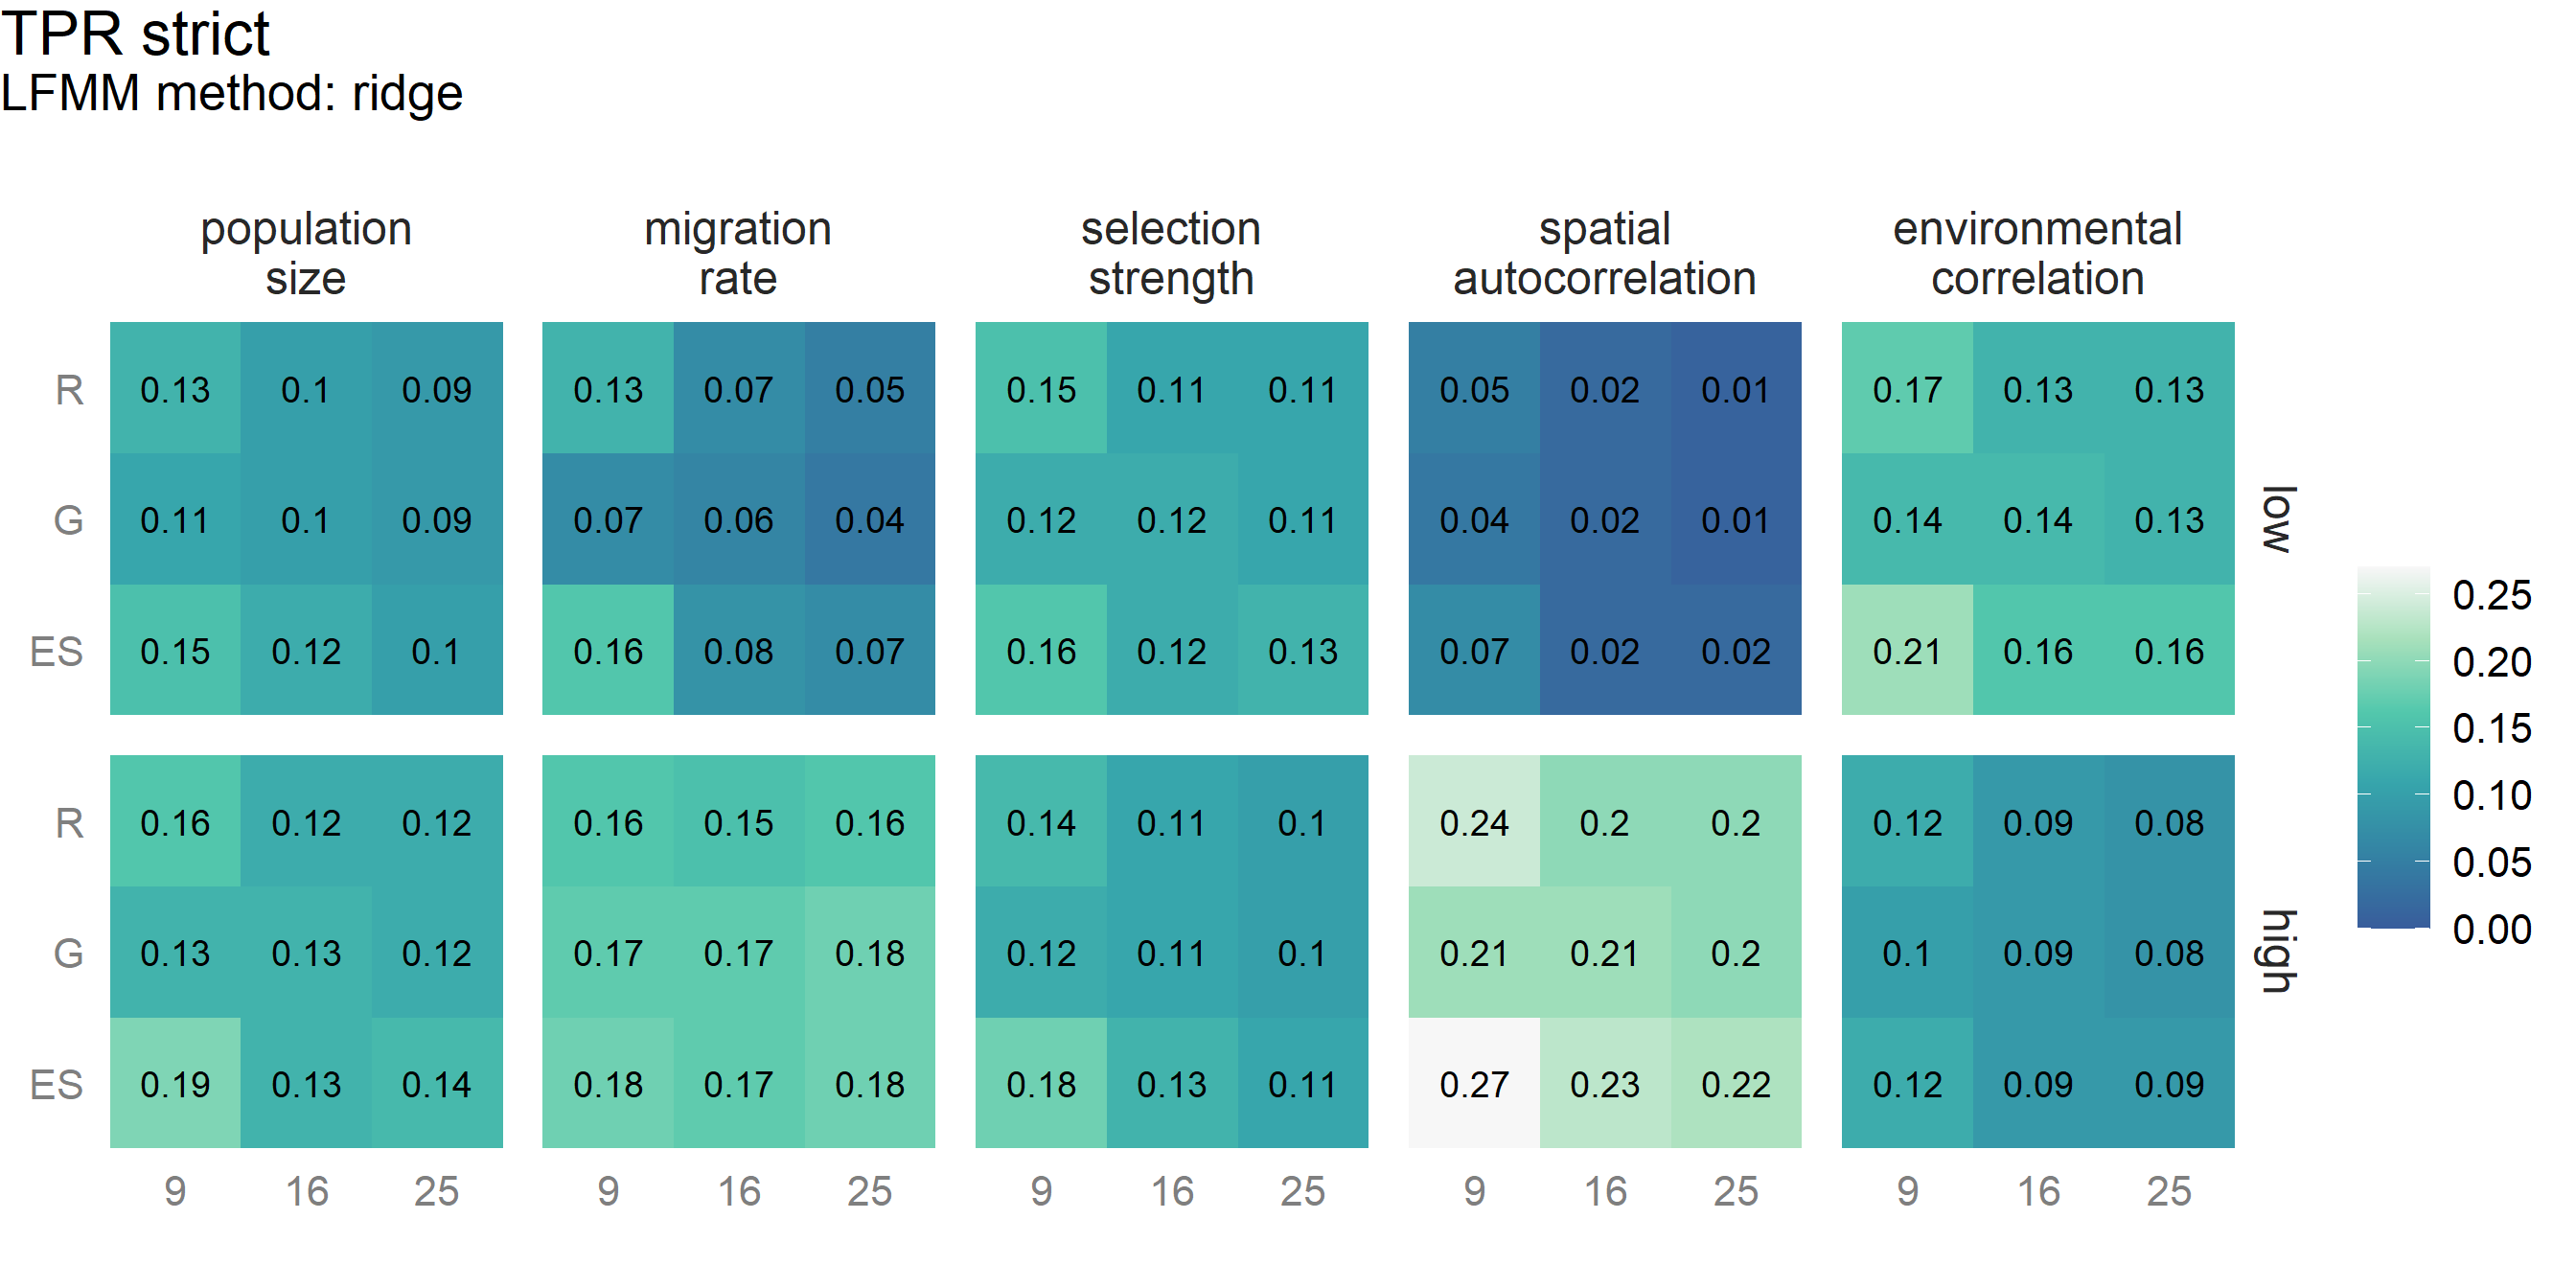 TPR strict
LFMM method: ridge
population size
migration rate
selection strength
spatial autocorrelation
environmental correlation
R 0.13 0.1 0.09 0.13 0.07 0.05 0.15 0.11 0.11 0.05 0.02 0.01 0.17 0.13 0.13
G 0.11 0.1 0.09 0.07 0.06 0.04 0.12 0.12 0.11 0.04 0.02 0.01 0.14 0.14 0.13
ES 0.15 0.12 0.1 0.16 0.08 0.07 0.16 0.12 0.13 0.07 0.02 0.02 0.21 0.16 0.16
low
R 0.16 0.12 0.12 0.16 0.15 0.16 0.14 0.11 0.1 0.24 0.2 0.2 0.12 0.09 0.08
G 0.13 0.13 0.12 0.17 0.17 0.18 0.12 0.11 0.1 0.21 0.21 0.2 0.1 0.09 0.08
ES 0.19 0.13 0.14 0.18 0.17 0.18 0.18 0.13 0.11 0.27 0.23 0.22 0.12 0.09 0.09
high
9 16 25 9 16 25 9 16 25 9 16 25 9 16 25
0.25
0.20
0.15
0.10
0.05
0.00